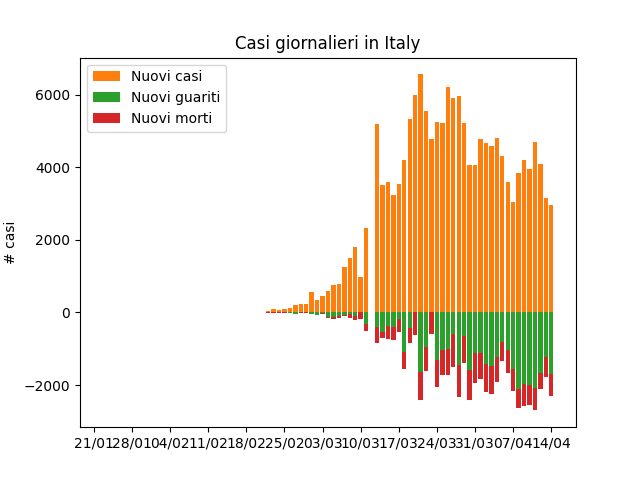 Casi giornalieri in Italy
Nuovi casi
Nuovi guariti
Nuovi morti
6000
4000
2000
0
−2000
# casi
21/01 28/01 04/02 11/02 18/02 25/02 03/03 10/03 17/03 24/03 31/03 07/04 14/04